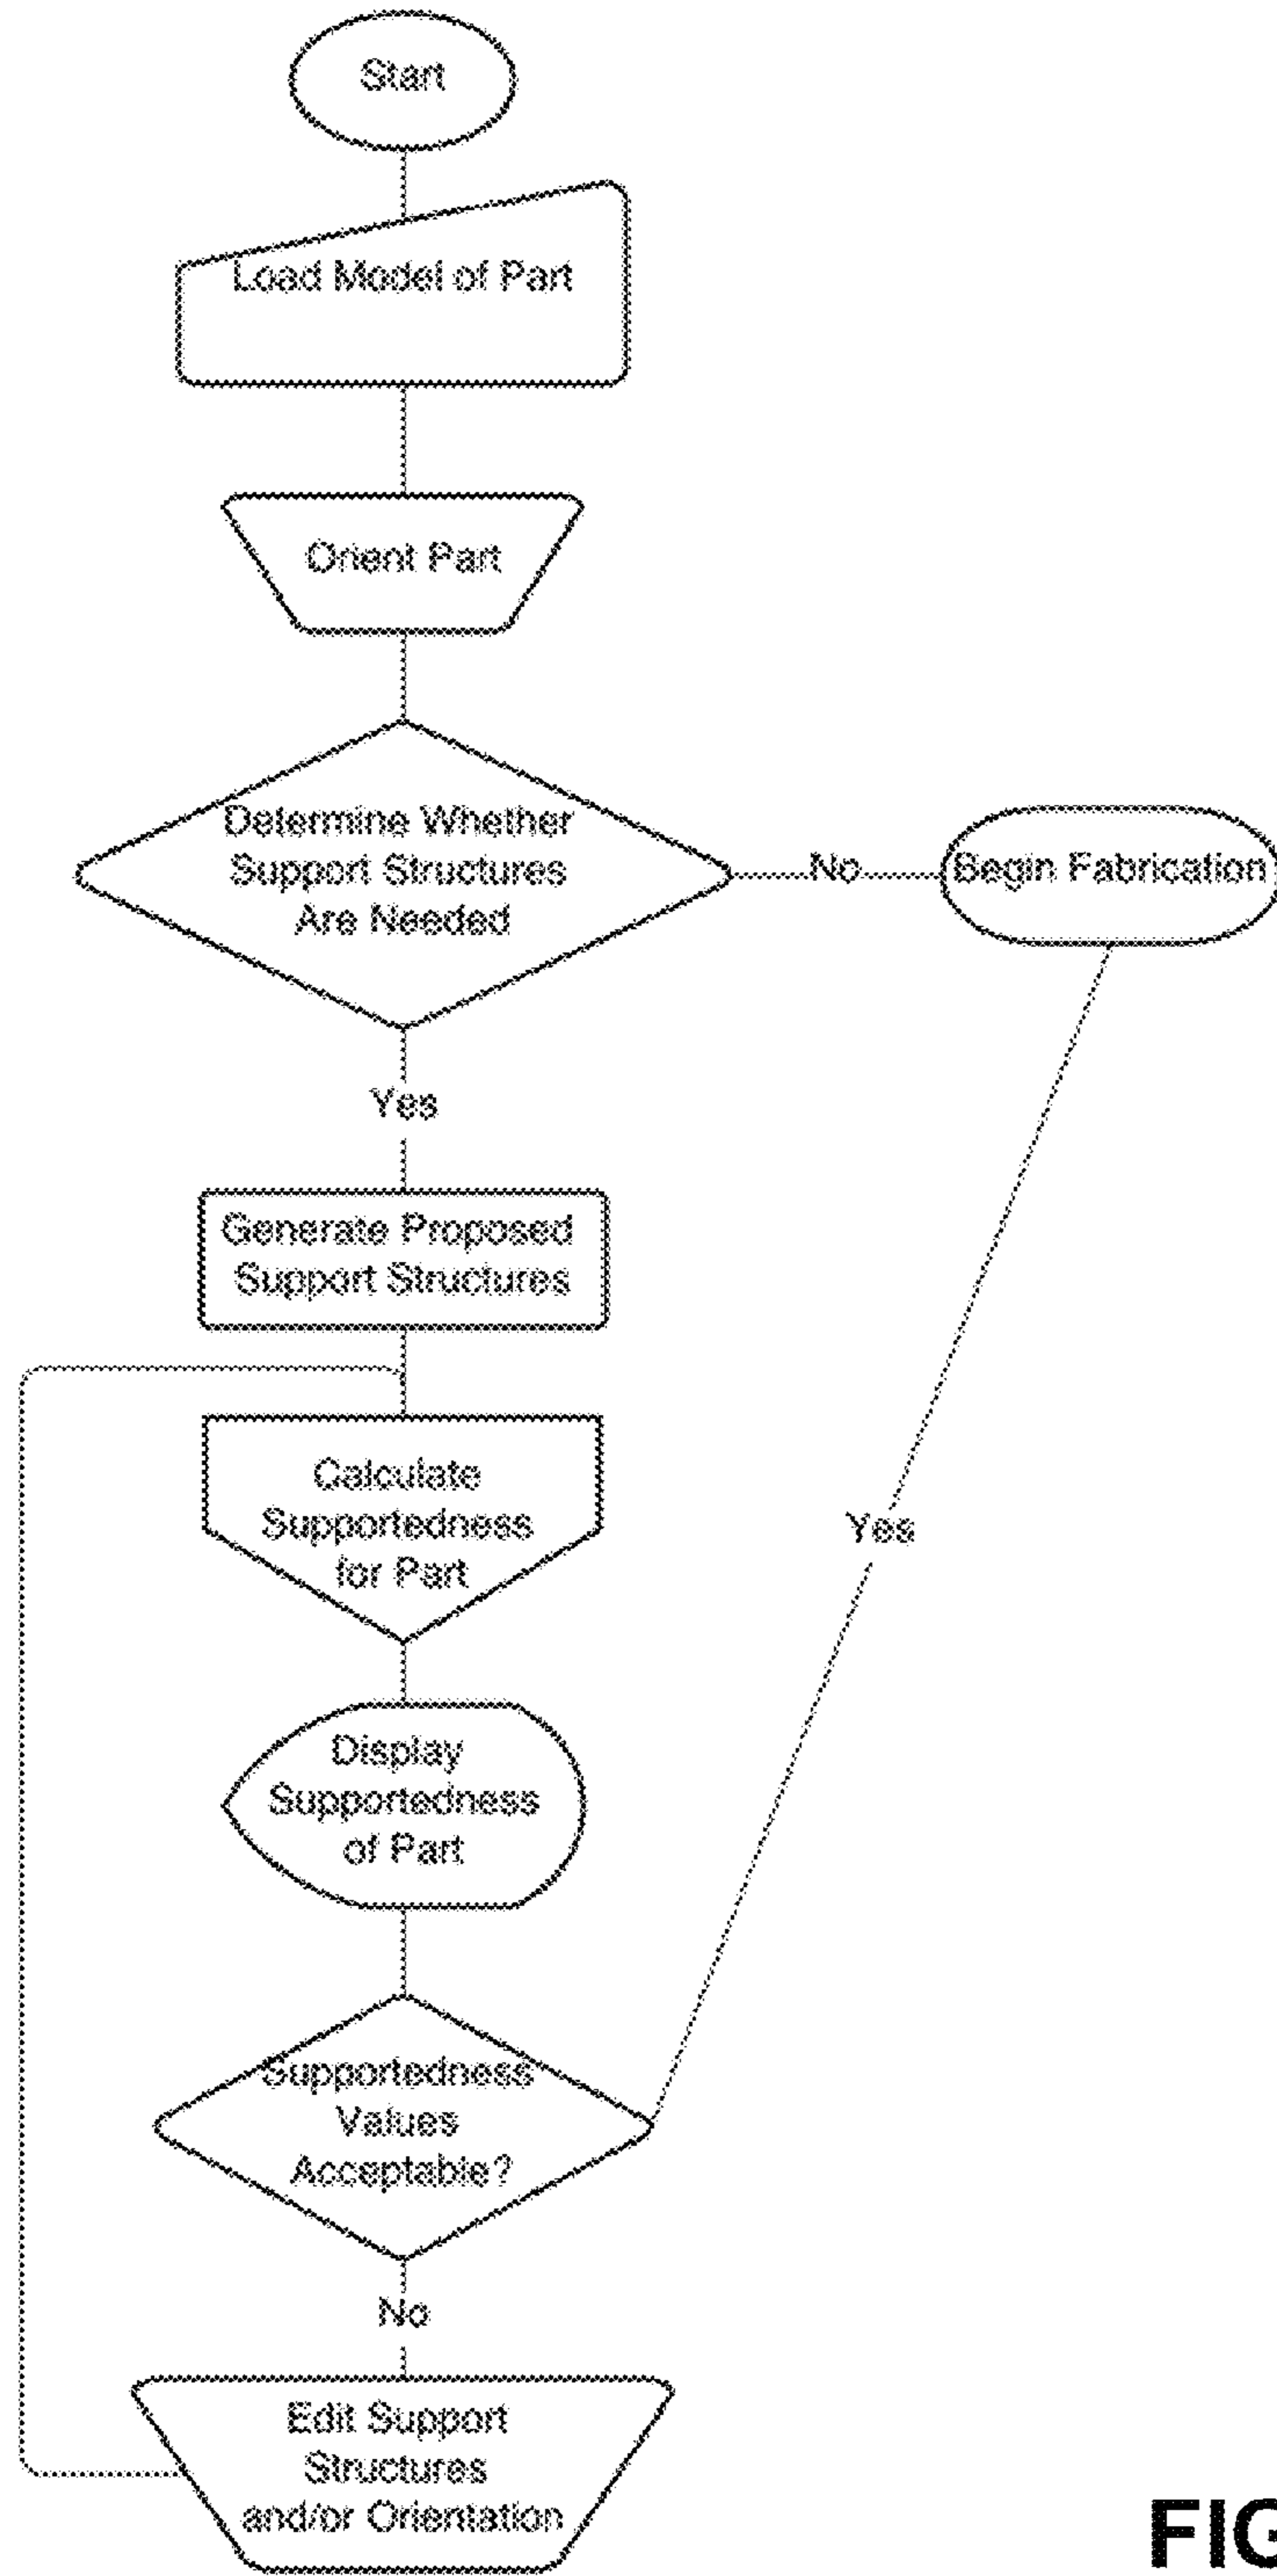 Start
Load Model of Part
Orient Part
Determine Whether
Support Structures
Are Needed
No
Begin Fabrication
Yes
Generate Proposed
Support Structures
Calculate
Supportedness
for Part
Yes
Display
Supportedness
of Part
Supportedness
Values
Acceptable?
No
Edit Support
Structures
and/or Orientation
FIG